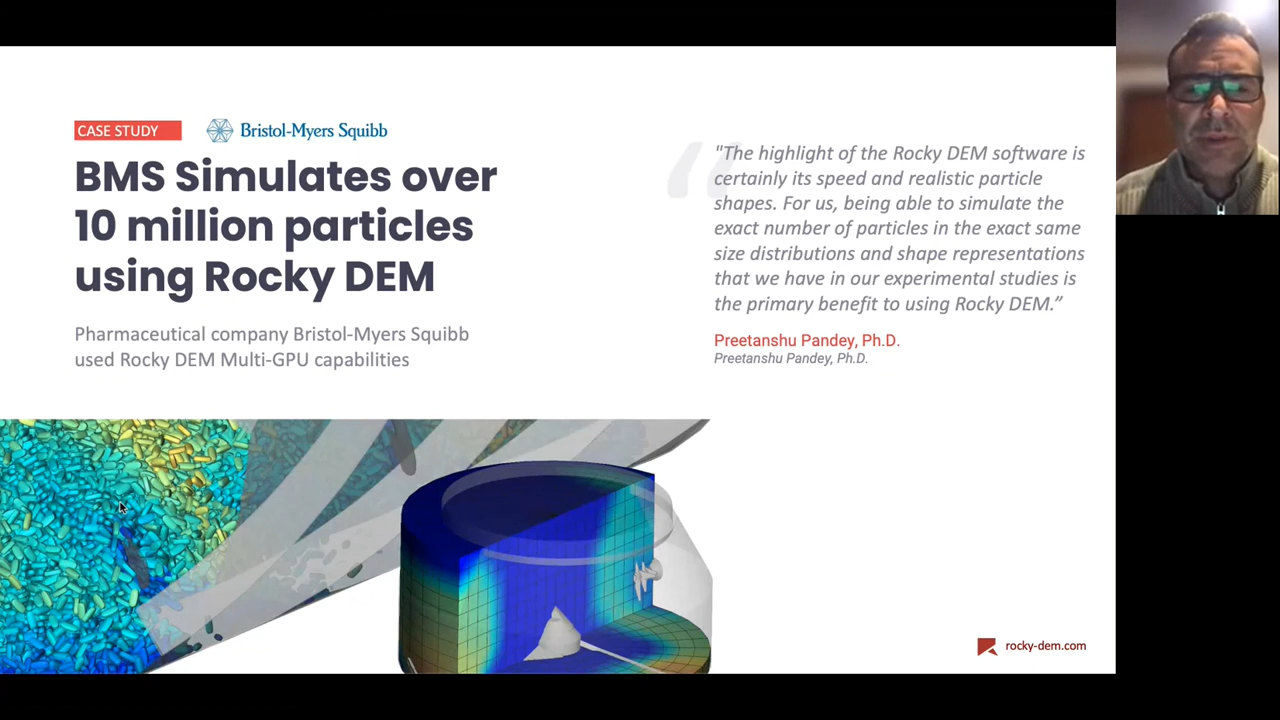 CASE STUDY
Bristol-Myers Squibb
BMS Simulates over
10 million particles
using Rocky DEM
Pharmaceutical company Bristol-Myers Squibb
used Rocky DEM Multi-GPU capabilities
"The highlight of the Rocky DEM software is
certainly its speed and realistic particle
shapes. For us, being able to simulate the
exact number of particles in the exact same
size distributions and shape representations
that we have in our experimental studies is
the primary benefit to using Rocky DEM.”
Preetanshu Pandey, Ph.D.
Preetanshu Pandey, Ph.D.
rocky-dem.com